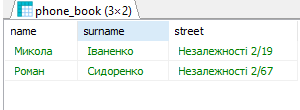 phone_book (3×2)
name surname street
Микола Іваненко Незалежності 2/19
Роман Сидоренко Незалежності 2/67